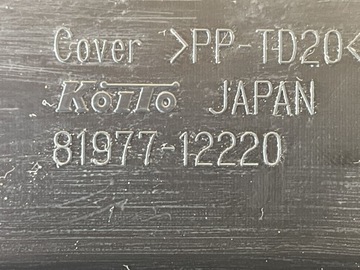 Cover >PP-TD20<
Koito JAPAN
81977-12220